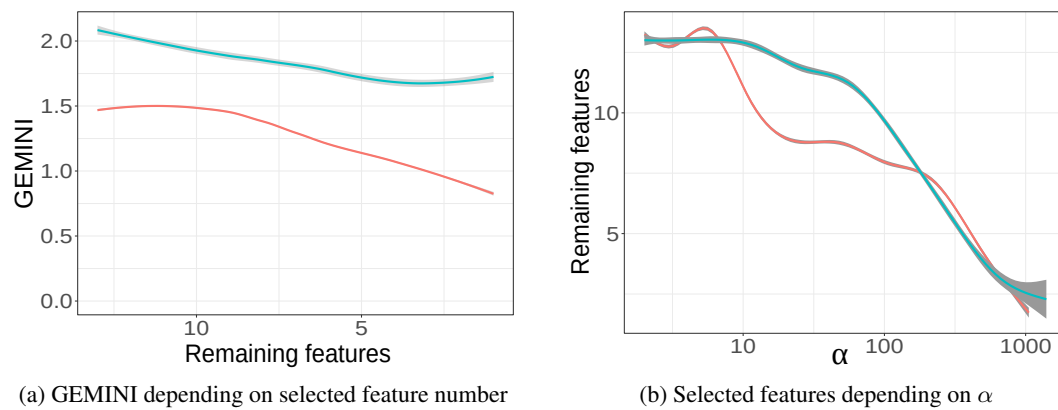 GEMINI
2.0
1.5
1.0
0.5
0.0
10
5
Remaining features
(a) GEMINI depending on selected feature number
Remaining features
10
5
10
100
1000
α
(b) Selected features depending on α